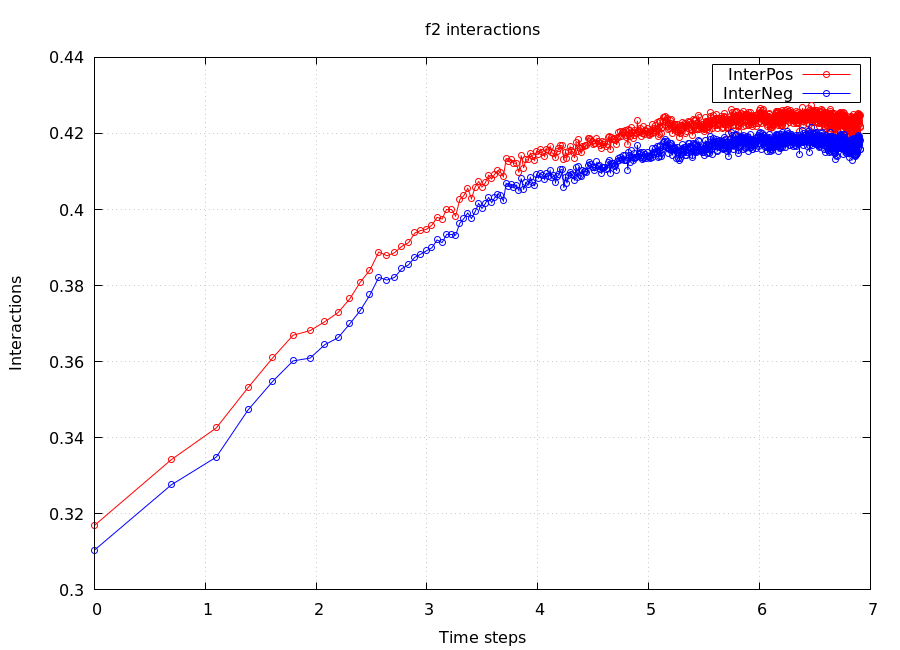 f2 interactions
0.44
0.42
0.4
0.38
0.36
0.34
0.32
0.3
Interactions
InterPos
InterNeg
0 1 2 3 4 5 6 7
Time steps